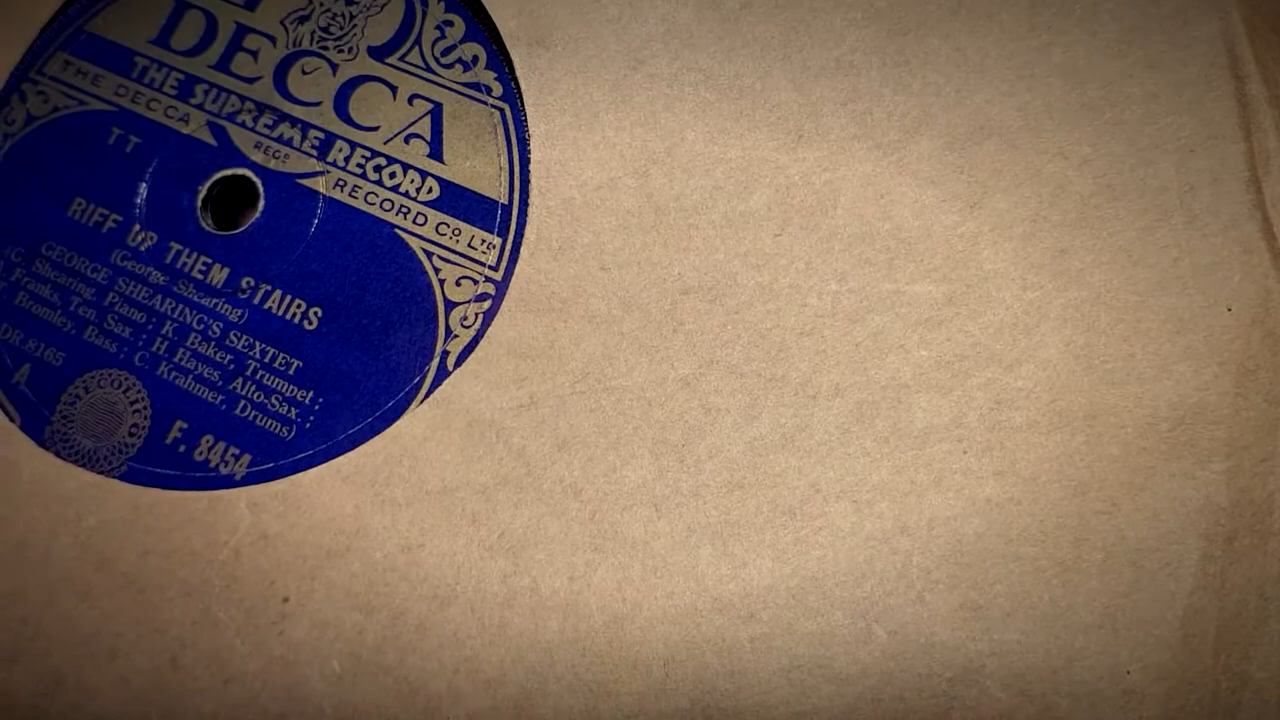 DECCA
THE SUPREME RECORD
THE DECCA
REGD
RECORD CO. LTD
TT
RIFF UP THEM STAIRS
(George Shearing)
GEORGE SHEARING'S SEXTET
Shearing, Piano ; K. Baker, Trumpet ;
Franks, Ten. Sax. ; H. Hayes, Alto-Sax. ;
Bromley, Bass ; C. Krahmer, Drums)
DR.8165
A
F. 8454